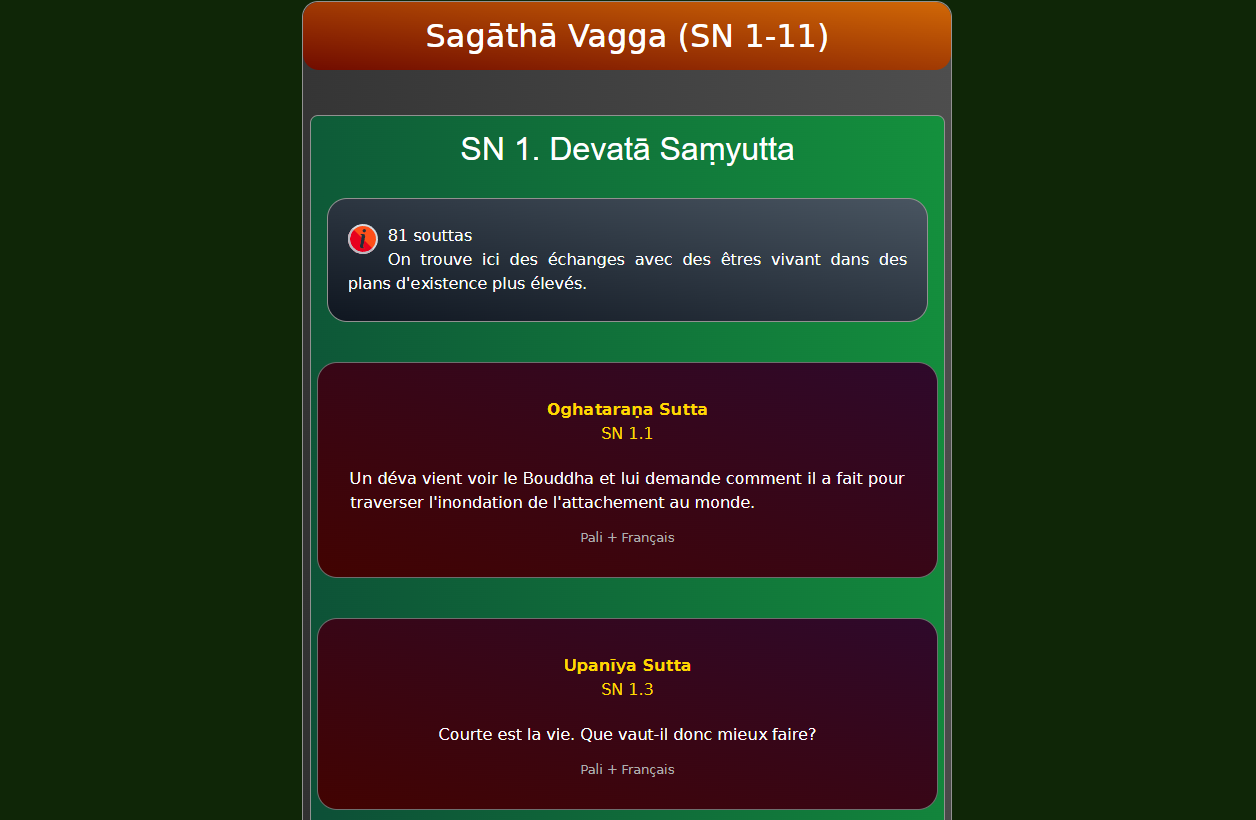 Sagāthā Vagga (SN 1-11)
SN 1. Devatā Saṃyutta
81 souttas
On trouve ici des échanges avec des êtres vivant dans des
plans d'existence plus élevés.
Oghataraṇa Sutta
SN 1.1
Un déva vient voir le Bouddha et lui demande comment il a fait pour
traverser l'inondation de l'attachement au monde.
Pali + Français
Upanīya Sutta
SN 1.3
Courte est la vie. Que vaut-il donc mieux faire?
Pali + Français